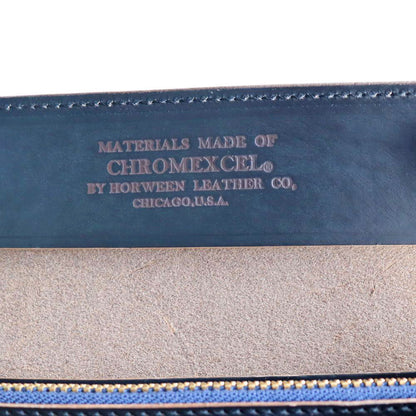 MATERIALS MADE OF
CHROMEXCEL®
BY HORWEEN LEATHER CO,
CHICAGO,U.S.A.